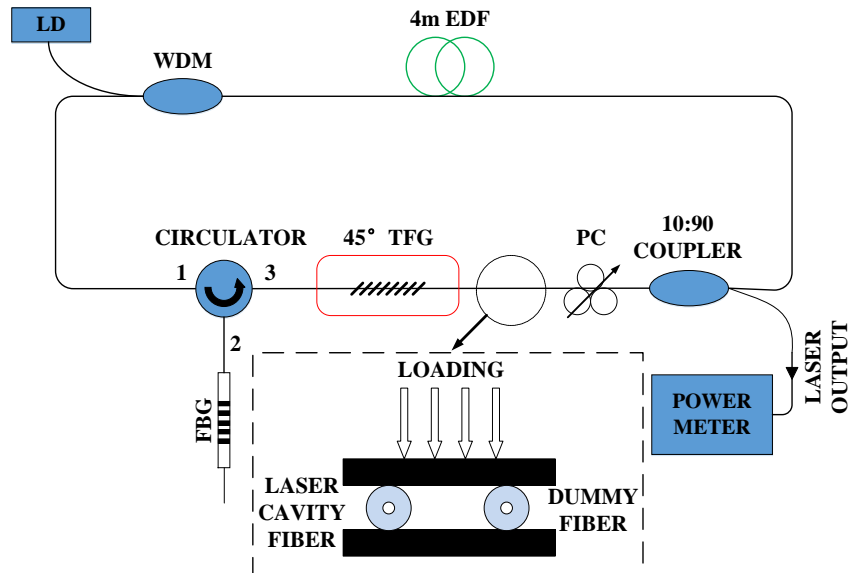 LD
4m EDF
WDM
10:90
COUPLER
CIRCULATOR
45° TFG
PC
1
3
2
FBG
LOADING
LASER
CAVITY
FIBER
DUMMY
FIBER
POWER
METER
LASER
OUTPUT